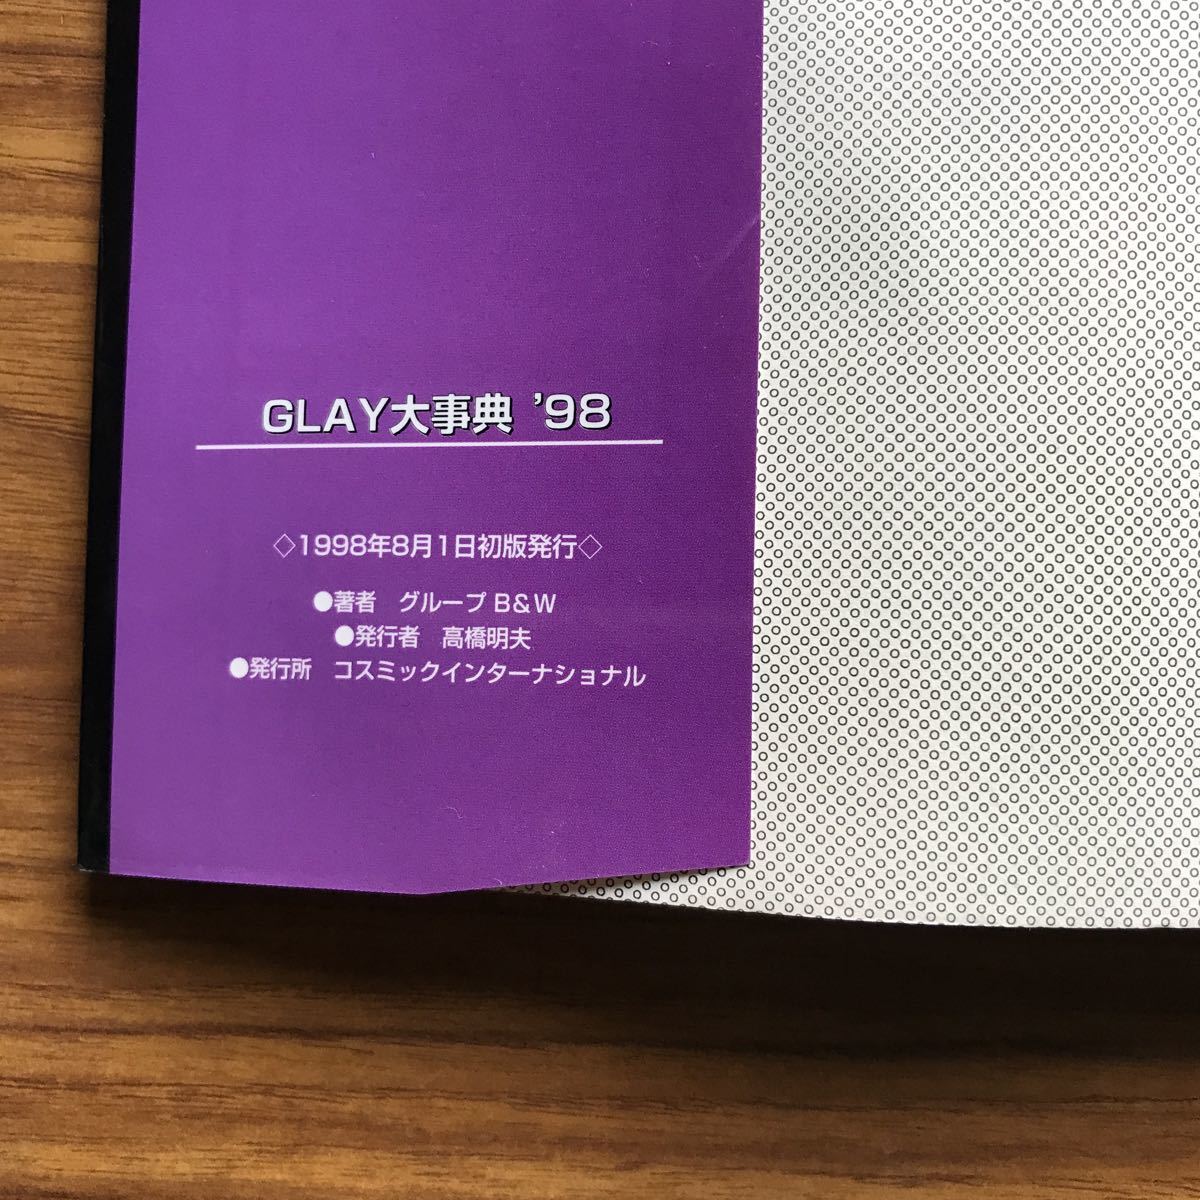 GLAY大事典 ’98
◇1998年8月1日初版発行◇
●著者　グループB&W
●発行者　高橋明夫
●発行所　コスミックインターナショナル